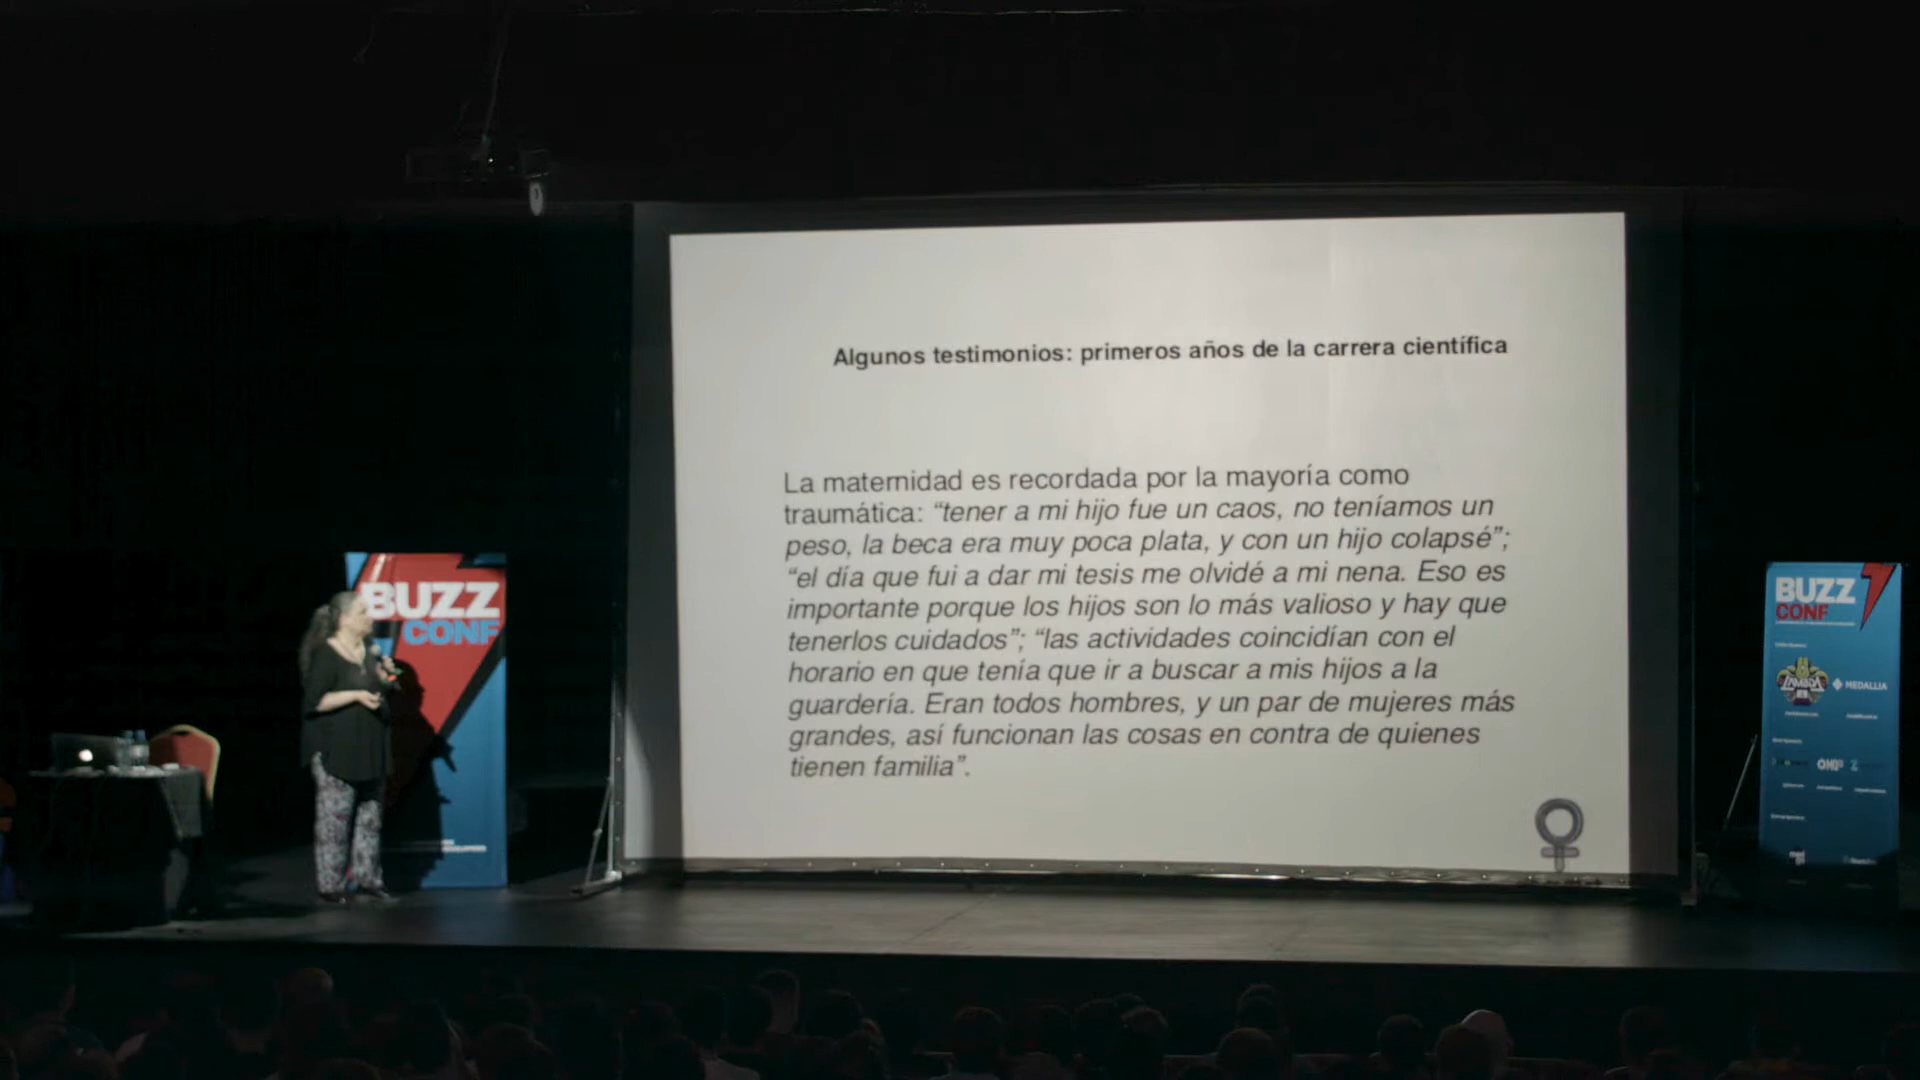 Algunos testimonios: primeros años de la carrera científica
La maternidad es recordada por la mayoría como
traumática: “tener a mi hijo fue un caos, no teníamos un
peso, la beca era muy poca plata, y con un hijo colapsé”;
“el día que fui a dar mi tesis me olvidé a mi nena. Eso es
importante porque los hijos son lo más valioso y hay que
tenerlos cuidados”; “las actividades coincidían con el
horario en que tenía que ir a buscar a mis hijos a la
guardería. Eran todos hombres, y un par de mujeres más
grandes, así funcionan las cosas en contra de quienes
tienen familia”.
BUZZ
CONF
BUZZ
CONF
LAMBDA
MEDALLIA